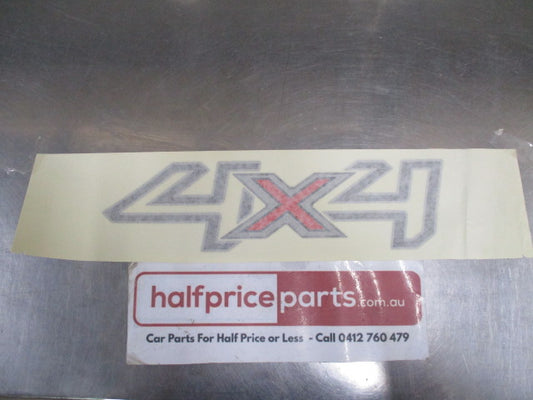 4x4
halfpriceparts.com.au
Car Parts For Half Price or Less - Call 0412 760 479